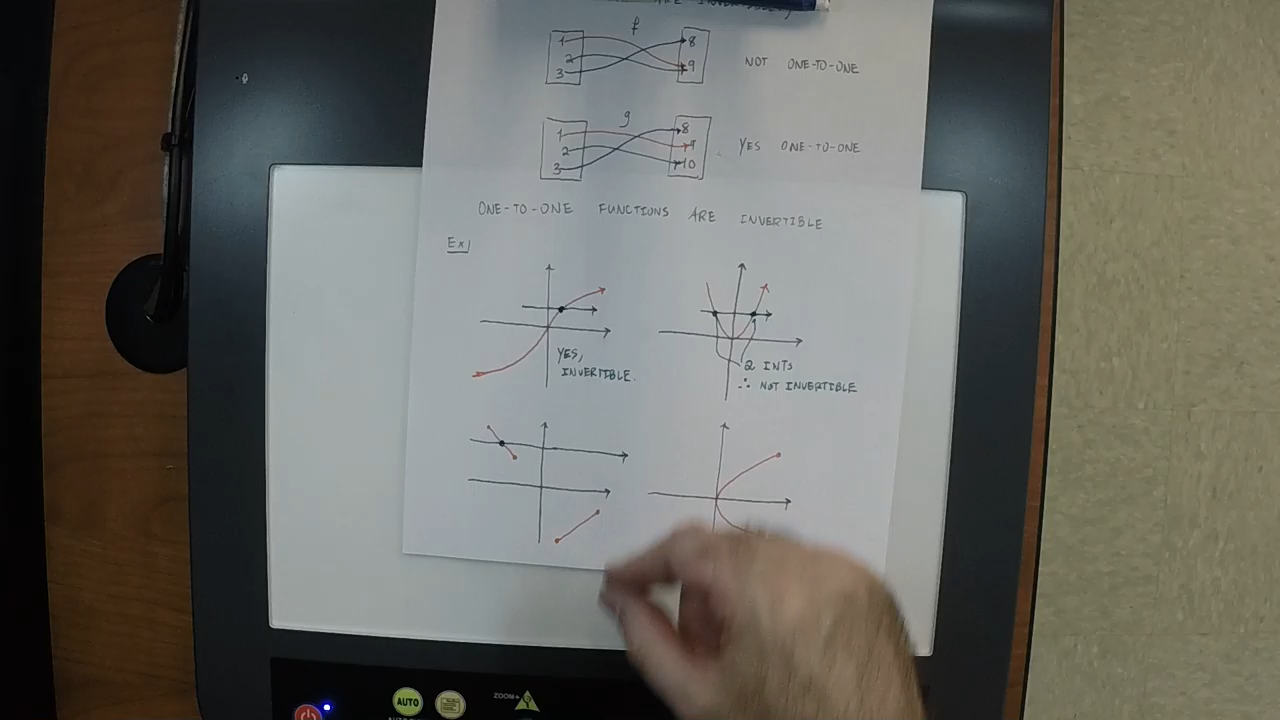 f
1 8
2 9
3
NOT ONE-TO-ONE
g
1 8
2 9
3 10
YES ONE-TO-ONE
ONE-TO-ONE FUNCTIONS ARE INVERTIBLE
Ex)
YES,
INVERTIBLE.
2 INTS
∴ NOT INVERTIBLE
AUTO
ZOOM+